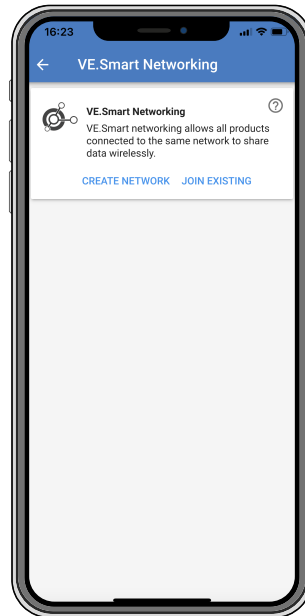 16:23
VE.Smart Networking
VE.Smart Networking
VE.Smart networking allows all products
connected to the same network to share
data wirelessly.
CREATE NETWORK JOIN EXISTING